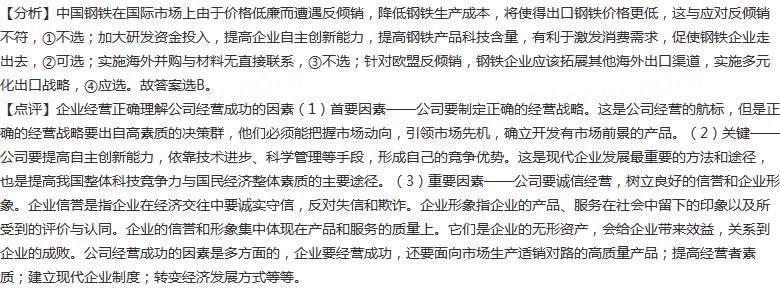 【分析】中国钢铁在国际市场上由于价格低廉而遭遇反倾销，降低钢铁生产成本，将使得出口钢铁价格更低，这与应对反倾销
不符，①不选；加大研发资金投入，提高企业自主创新能力，提高钢铁产品科技含量，有利于激发消费需求，促使钢铁企业走
出去，②可选；实施海外并购与材料无直接联系，③不选；针对欧盟反倾销，钢铁企业应该拓展其他海外出口渠道，实施多元
化出口战略，④应选。故答案选B。
【点评】企业经营正确理解公司经营成功的因素（1）首要因素——公司要制定正确的经营战略。这是公司经营的航标，但是正
确的经营战略要出自高素质的决策群，他们必须能把握市场动向，引领市场先机，确立开发有市场前景的产品。（2）关键——
公司要提高自主创新能力，依靠技术进步、科学管理等手段，形成自己的竞争优势。这是现代企业发展最重要的方法和途径，
也是提高我国整体科技竞争力与国民经济整体素质的主要途径。（3）重要因素——公司要诚信经营，树立良好的信誉和企业形
象。企业信誉是指企业在经济交往中要诚实守信，反对失信和欺诈。企业形象指企业的产品、服务在社会中留下的印象以及所
受到的评价与认同。企业的信誉和形象集中体现在产品和服务的质量上。它们是企业的无形资产，会给企业带来效益，关系到
企业的成败。公司经营成功的因素是多方面的，企业要经营成功，还要面向市场生产适销对路的高质量产品；提高经营者素
质；建立现代企业制度；转变经济发展方式等等。